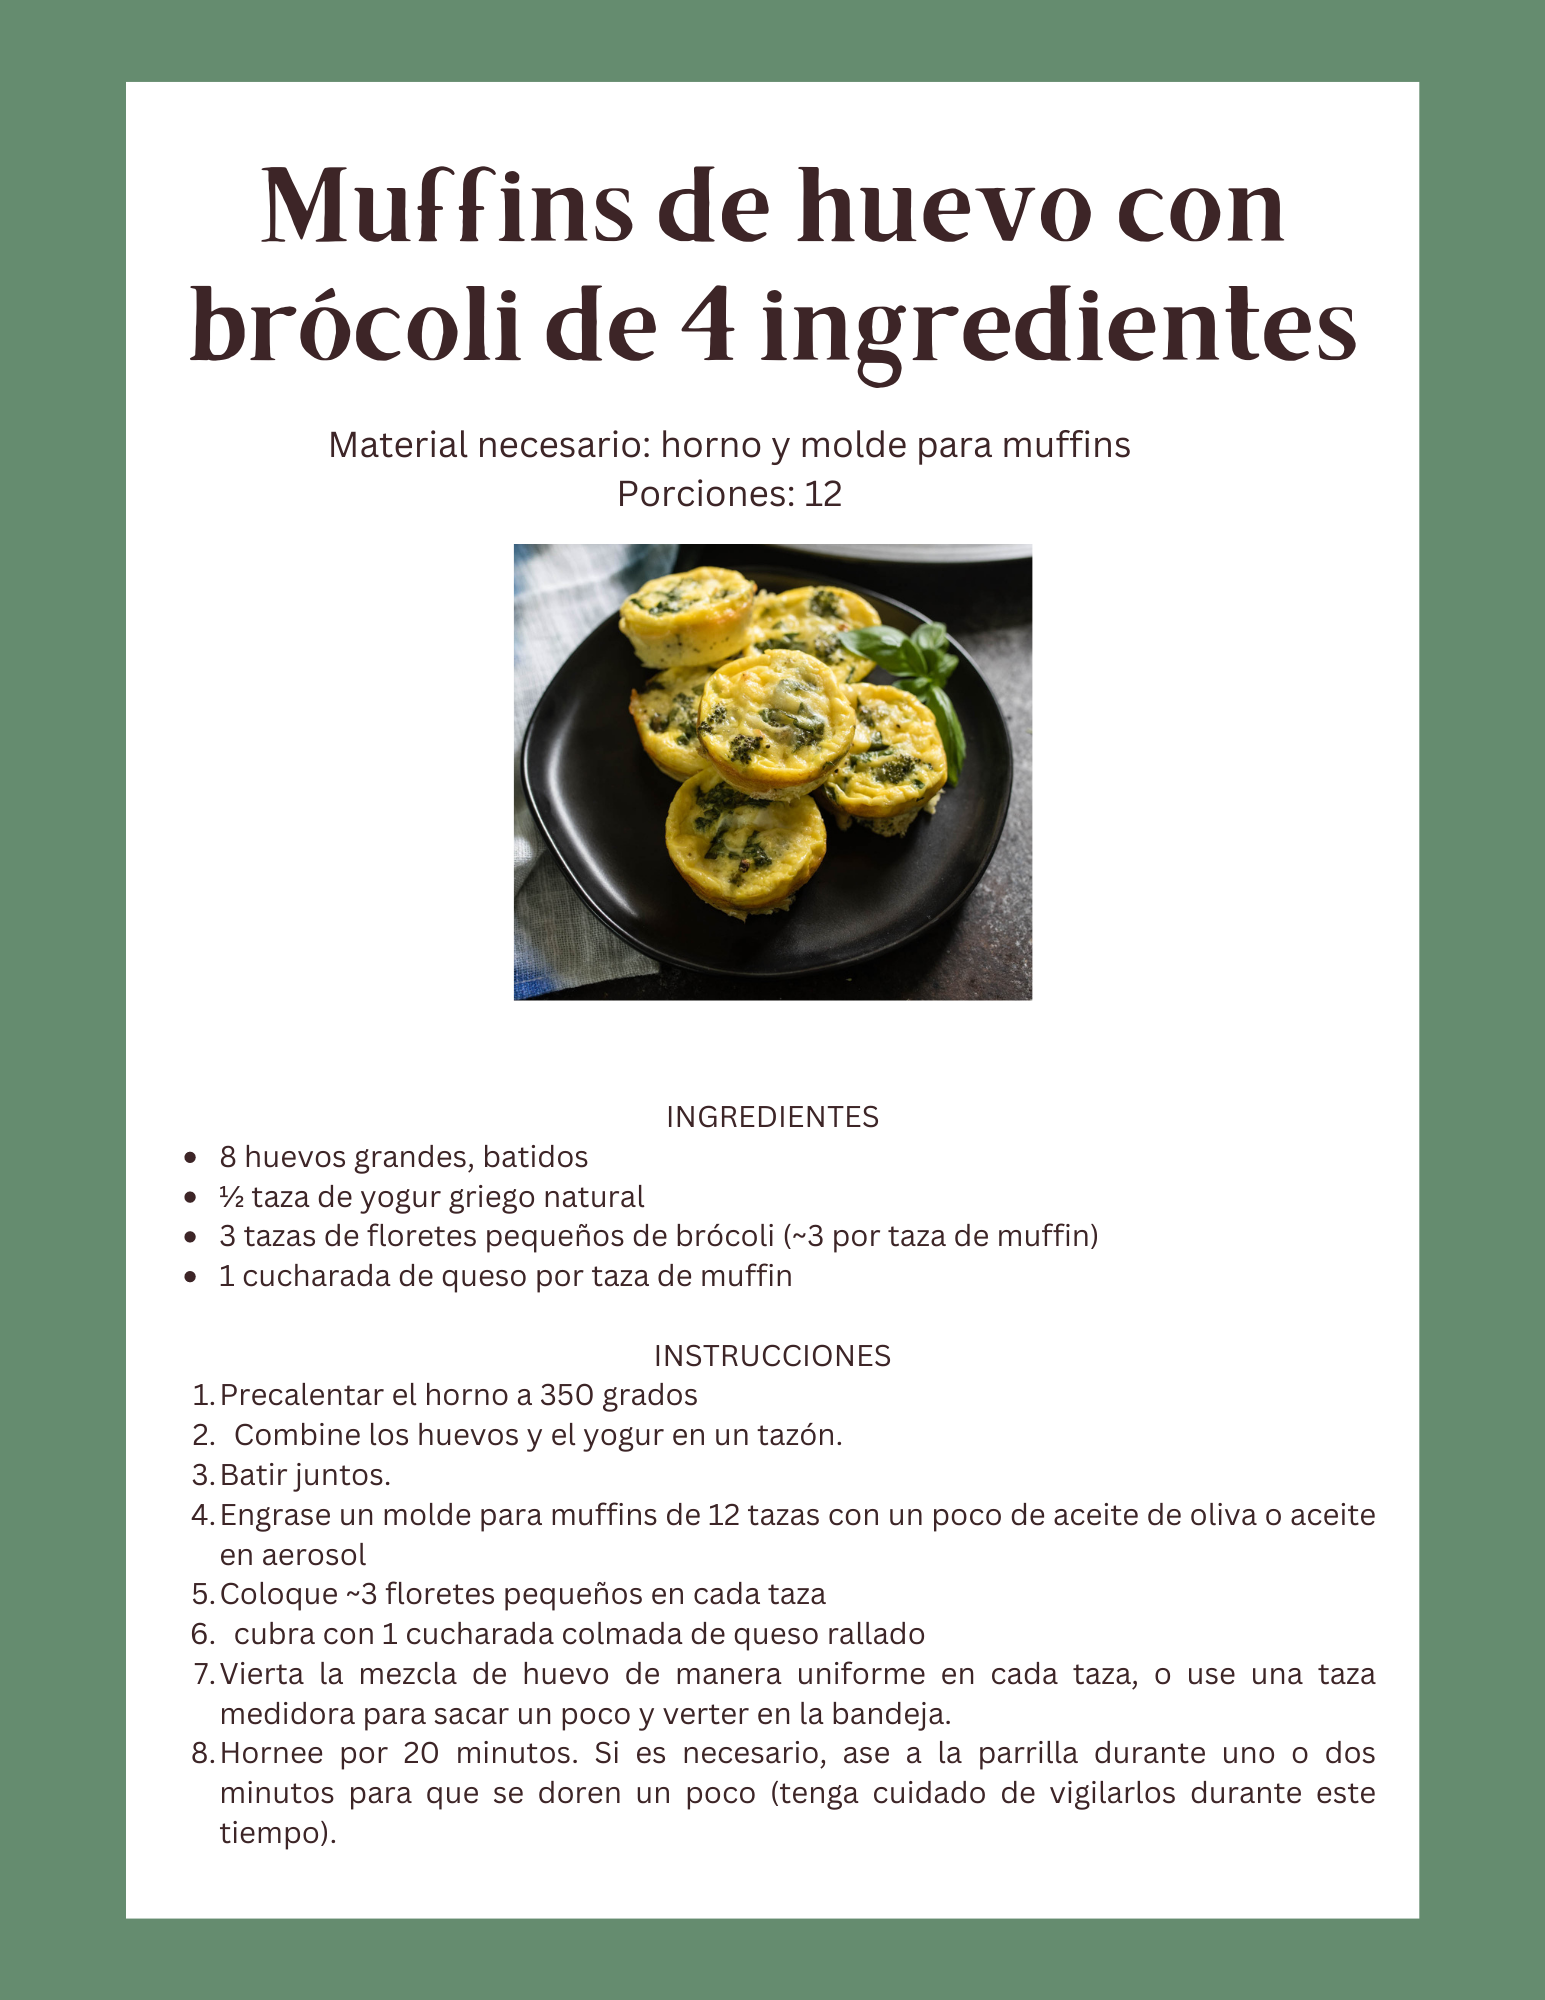 Muffins de huevo con
brócoli de 4 ingredientes
Material necesario: horno y molde para muffins
Porciones: 12
INGREDIENTES
• 8 huevos grandes, batidos
• ½ taza de yogur griego natural
• 3 tazas de floretes pequeños de brócoli (~3 por taza de muffin)
• 1 cucharada de queso por taza de muffin
INSTRUCCIONES
1. Precalentar el horno a 350 grados
2. Combine los huevos y el yogur en un tazón.
3. Batir juntos.
4. Engrase un molde para muffins de 12 tazas con un poco de aceite de oliva o aceite
en aerosol
5. Coloque ~3 floretes pequeños en cada taza
6. cubra con 1 cucharada colmada de queso rallado
7. Vierta la mezcla de huevo de manera uniforme en cada taza, o use una taza
medidora para sacar un poco y verter en la bandeja.
8. Hornee por 20 minutos. Si es necesario, ase a la parrilla durante uno o dos
minutos para que se doren un poco (tenga cuidado de vigilarlos durante este
tiempo).